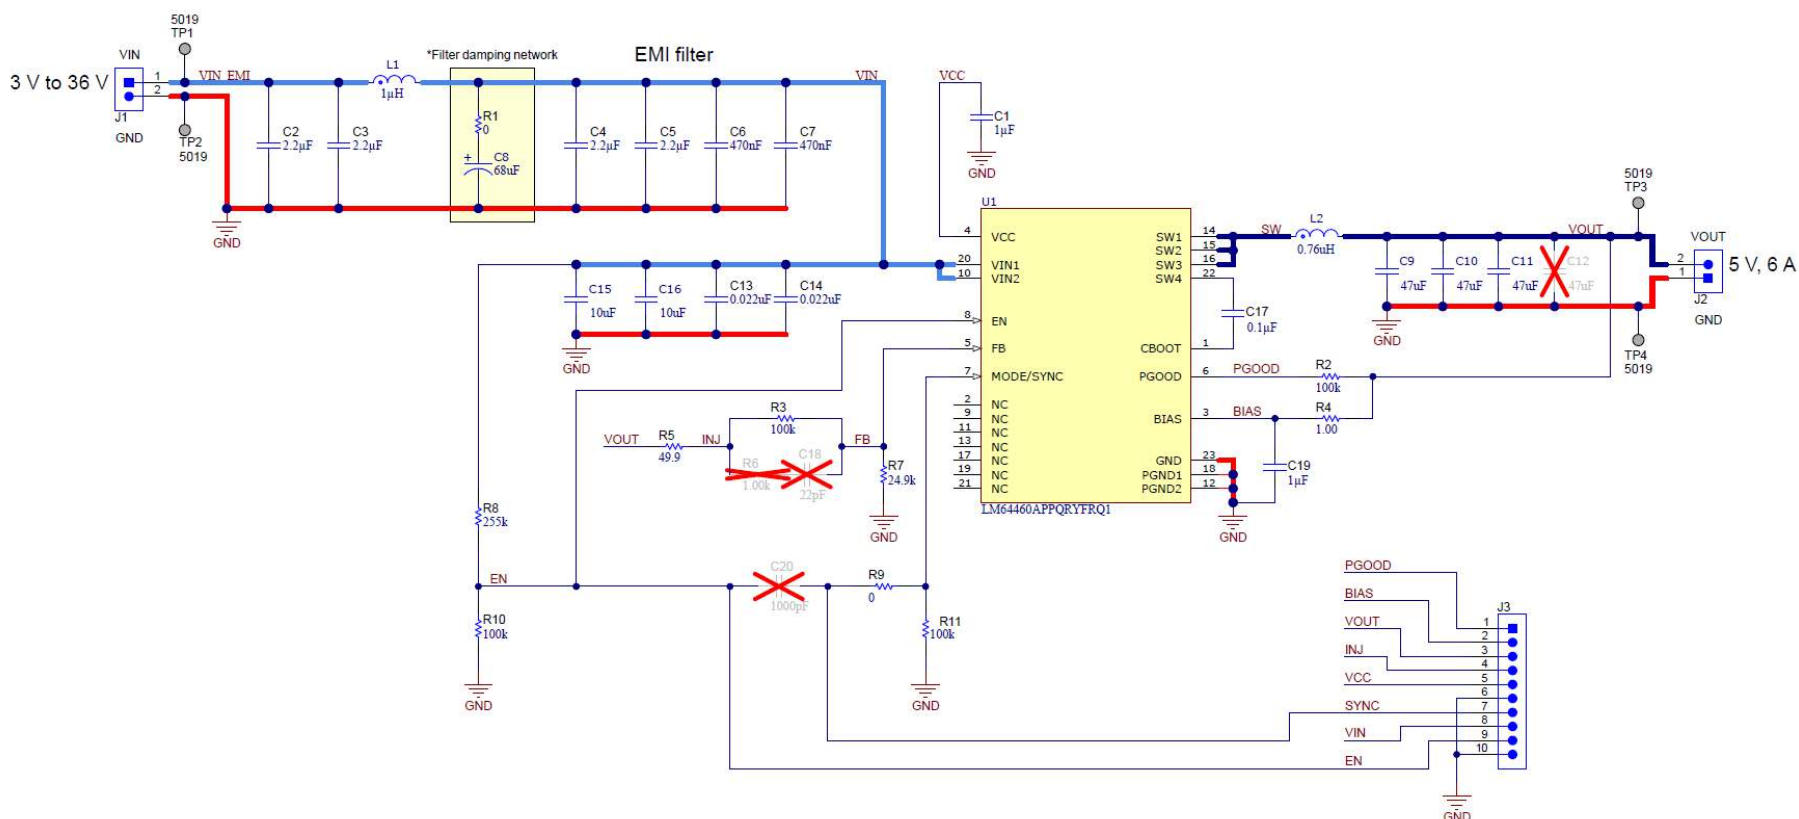 5019
TP1
VIN
3 V to 36 V
1
2
J1
GND
TP2
5019
VIN_EMI
L1
1µH
*Filter damping network
EMI filter
VIN
C2
2.2µF
C3
2.2µF
R1
0
+
C8
68uF
C4
2.2µF
C5
2.2µF
C6
470nF
C7
470nF
GND
VCC
C1
1µF
GND
U1
4
VCC
20
VIN1
10
VIN2
8
EN
5
FB
7
MODE/SYNC
2
NC
9
NC
11
NC
13
NC
17
NC
19
NC
21
NC
SW1
14
SW2
15
SW3
16
SW4
22
CBOOT
1
PGOOD
6
BIAS
3
GND
23
PGND1
18
PGND2
12
LM64460APPQRYFRQ1
C15
10uF
C16
10uF
C13
0.022uF
C14
0.022uF
GND
SW
L2
0.76uH
VOUT
5019
TP3
C9
47uF
C10
47uF
C11
47uF
C12
47uF
GND
VOUT
2
1
5 V, 6 A
J2
GND
TP4
5019
C17
0.1µF
PGOOD
R2
100k
BIAS
R4
1.00
C19
1µF
GND
VOUT
R5
49.9
INJ
R3
100k
R6
1.00k
C18
22pF
FB
R7
24.9k
GND
R8
255k
EN
R10
100k
GND
C20
1000pF
R9
0
R11
100k
GND
J3
PGOOD
1
BIAS
2
VOUT
3
INJ
4
VCC
5
6
SYNC
7
VIN
8
9
EN
10
GND